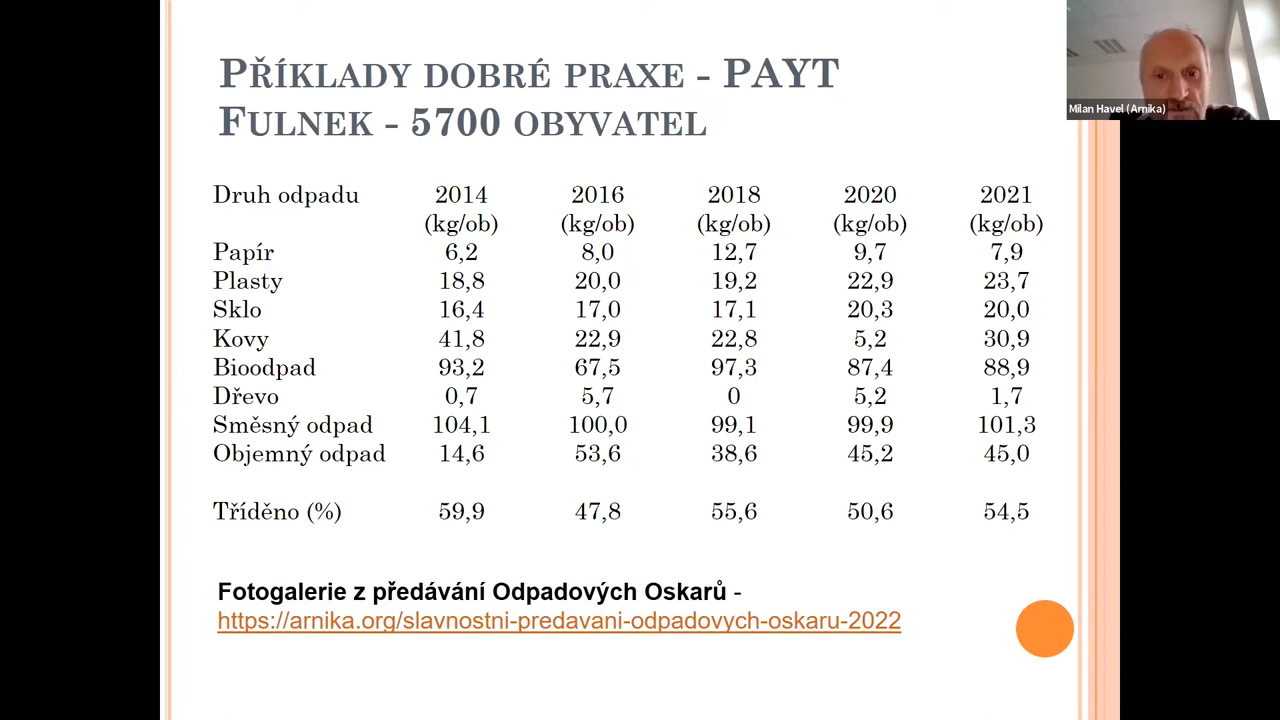 Příklady dobré praxe - PAYT
Fulnek - 5700 obyvatel
Milan Havel (Arnika)
Druh odpadu 2014 2016 2018 2020 2021
(kg/ob) (kg/ob) (kg/ob) (kg/ob) (kg/ob)
Papír 6,2 8,0 12,7 9,7 7,9
Plasty 18,8 20,0 19,2 22,9 23,7
Sklo 16,4 17,0 17,1 20,3 20,0
Kovy 41,8 22,9 22,8 5,2 30,9
Bioodpad 93,2 67,5 97,3 87,4 88,9
Dřevo 0,7 5,7 0 5,2 1,7
Směsný odpad 104,1 100,0 99,1 99,9 101,3
Objemný odpad 14,6 53,6 38,6 45,2 45,0
Tříděno (%) 59,9 47,8 55,6 50,6 54,5
Fotogalerie z předávání Odpadových Oskarů -
https://arnika.org/slavnostni-predavani-odpadovych-oskaru-2022